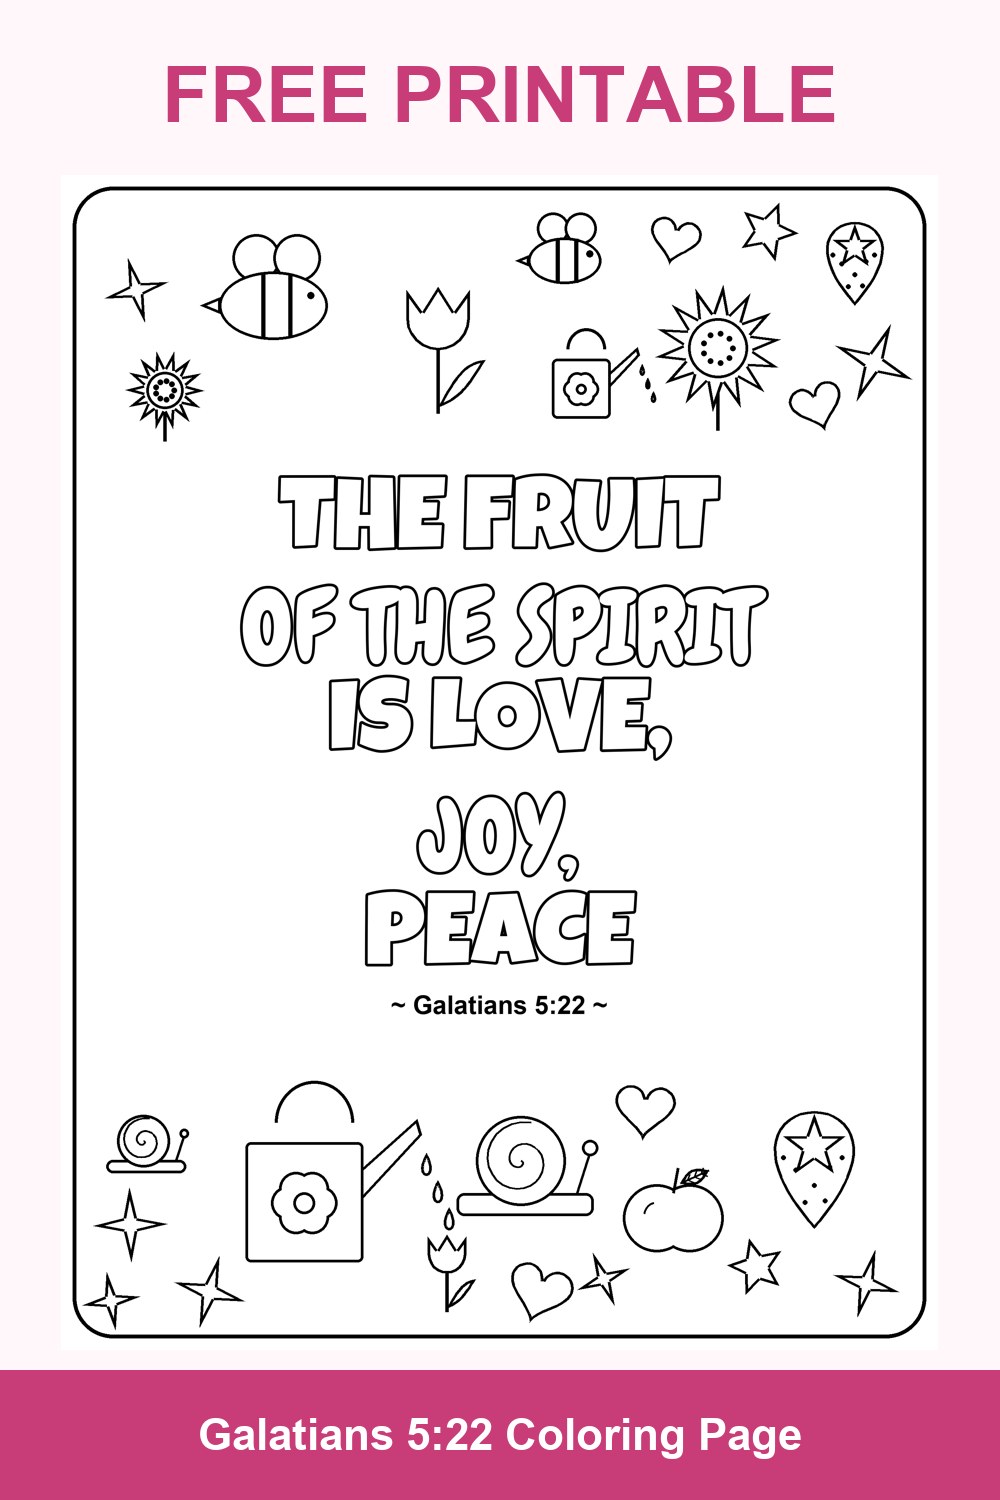 FREE PRINTABLE
THE FRUIT
OF THE SPIRIT
IS LOVE,
JOY,
PEACE
~ Galatians 5:22 ~
Galatians 5:22 Coloring Page